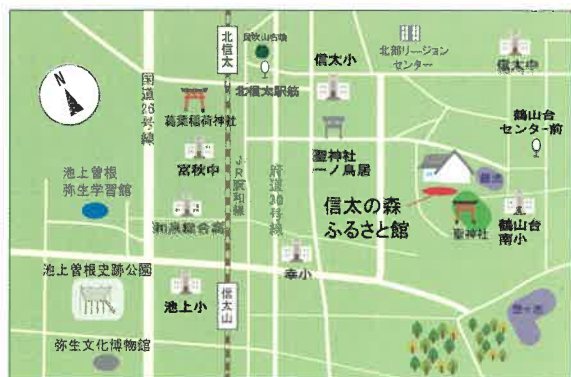 北信太
信太小
北部リージョン
センター
信太中
N
国道26号線
北信太駅筋
鶴山台
センター前
葛葉稲荷神社
聖神社
一ノ鳥居
池上曽根
弥生学習館
富秋中
JR阪和線
府道30号線
信太の森
ふるさと館
聖神社
鶴山台
南小
池上曽根史跡公園
池上小
信太山
幸小
弥生文化博物館